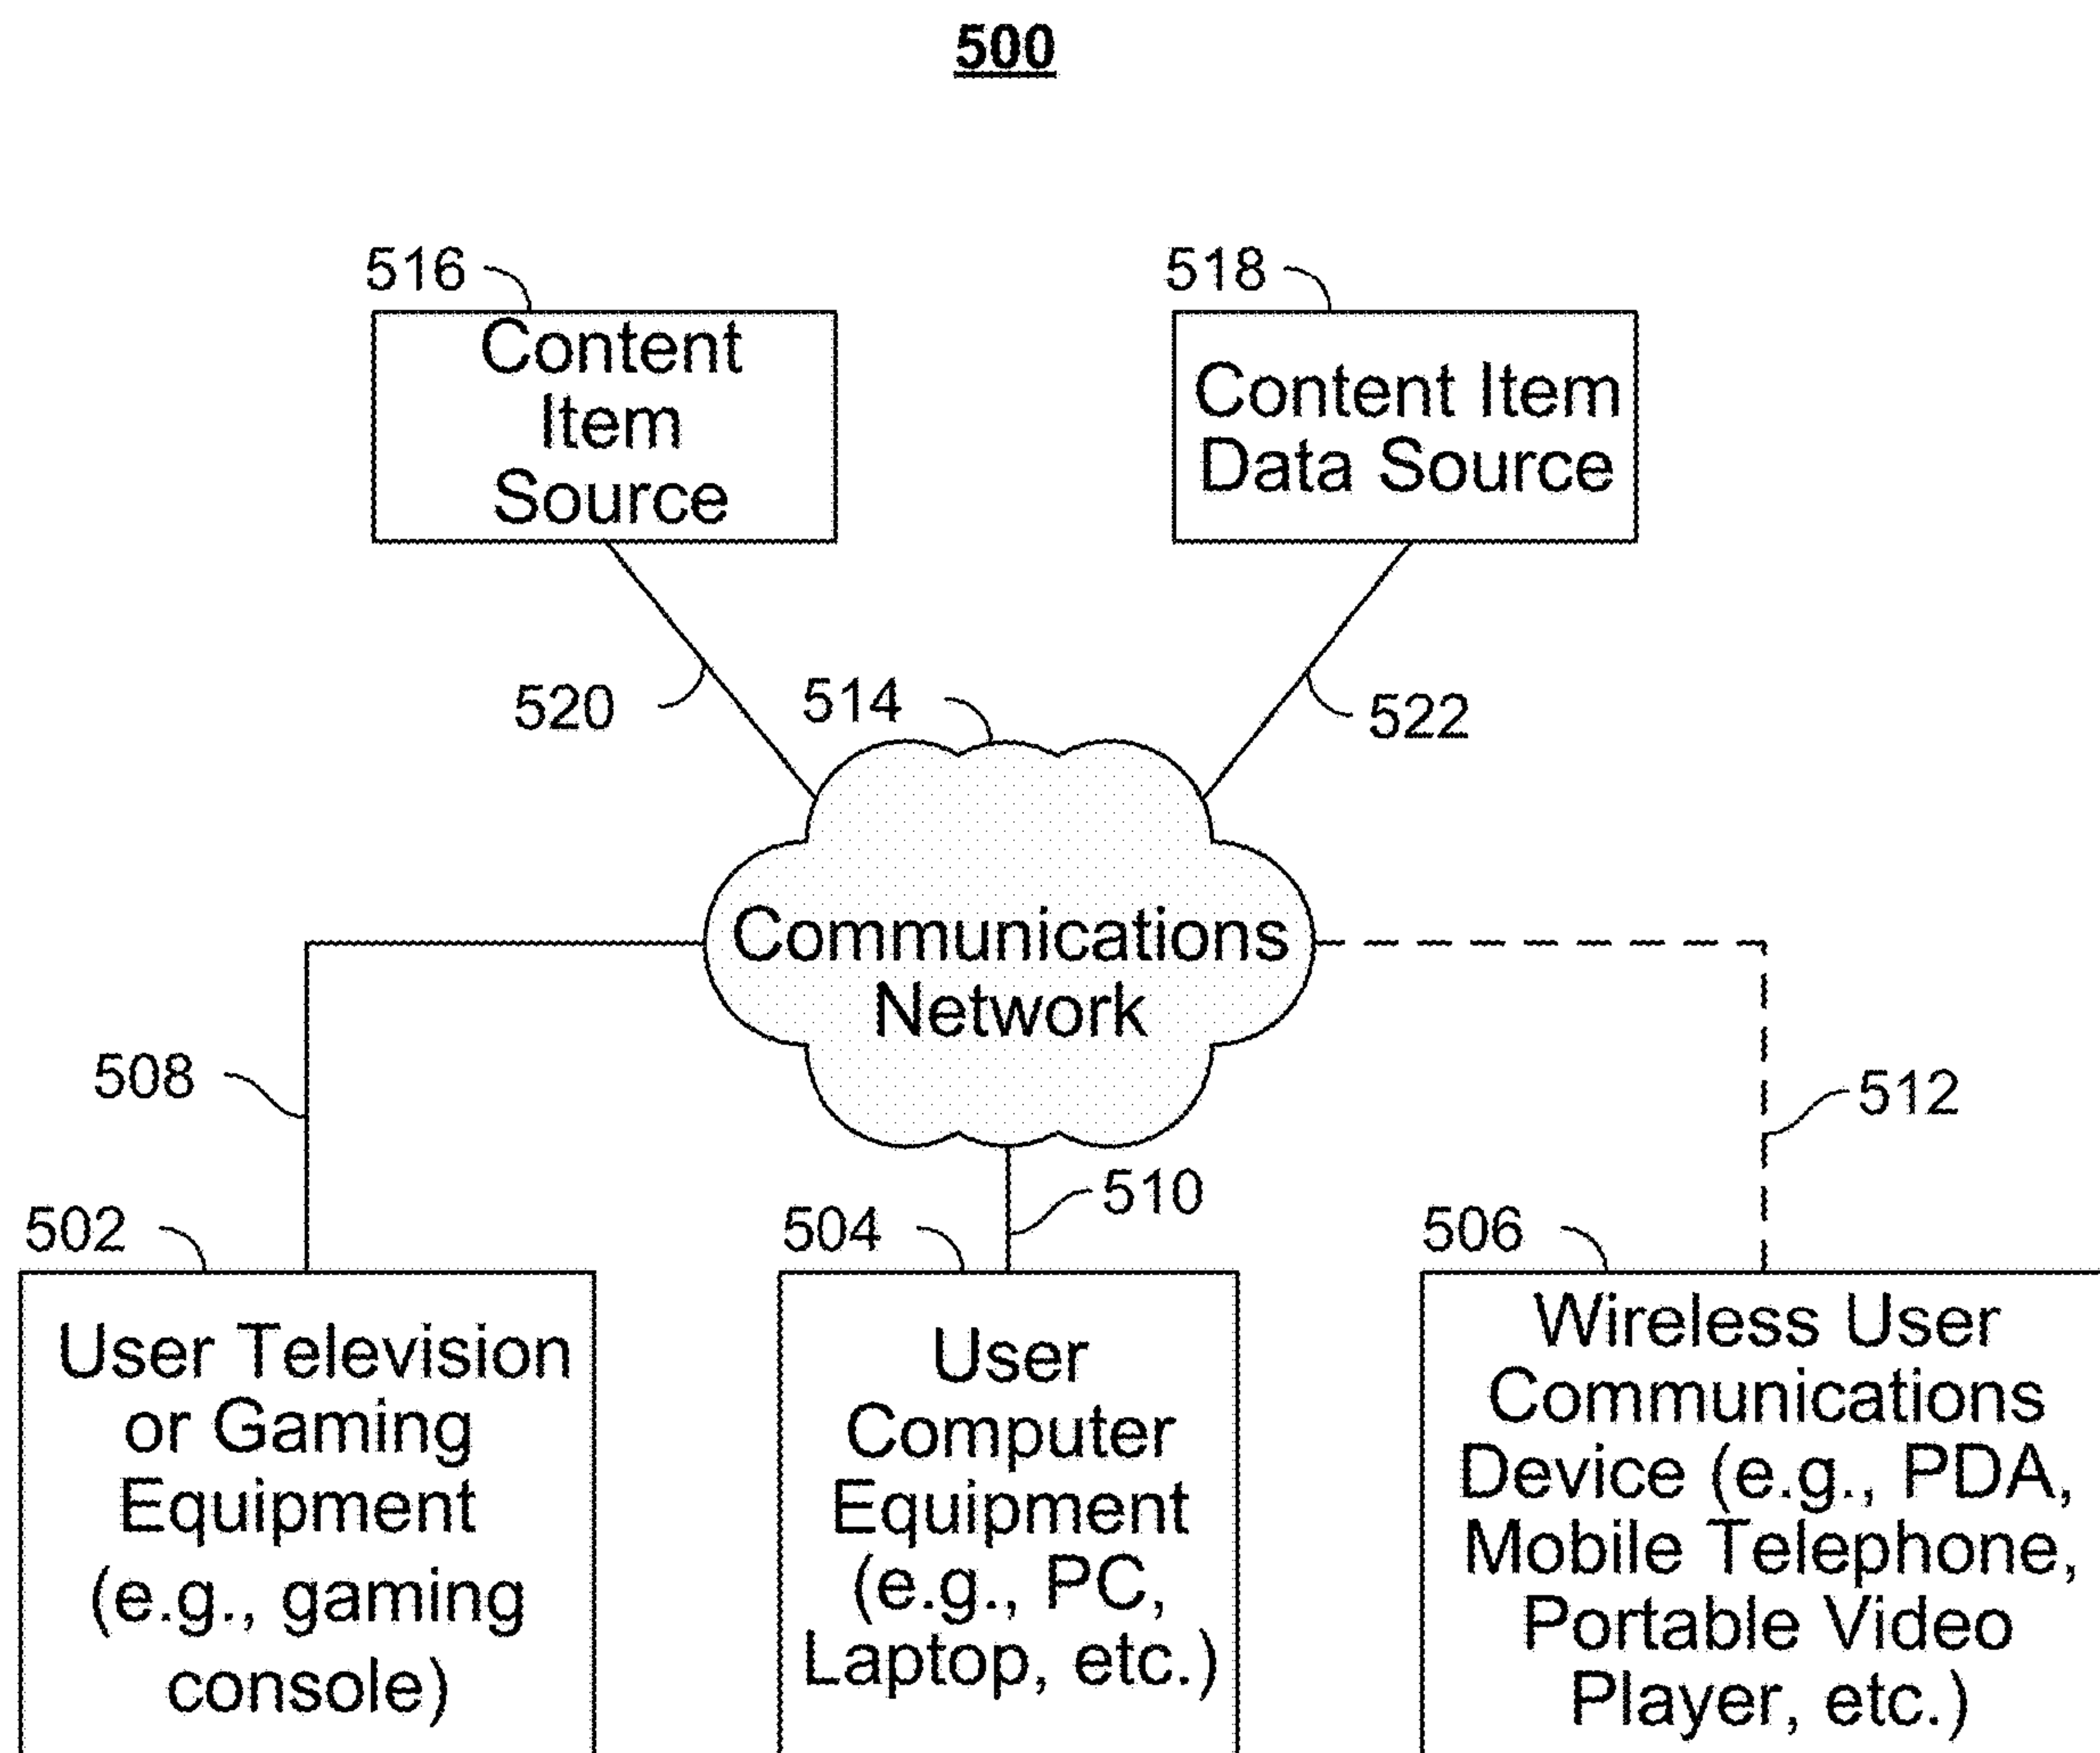 500
516
518
Content
Item
Source
Content Item
Data Source
520
514
522
Communications
Network
508
512
510
502
504
506
User Television
or Gaming
Equipment
(e.g., gaming
console)
User
Computer
Equipment
(e.g., PC,
Laptop, etc.)
Wireless User
Communications
Device (e.g., PDA,
Mobile Telephone,
Portable Video
Player, etc.)